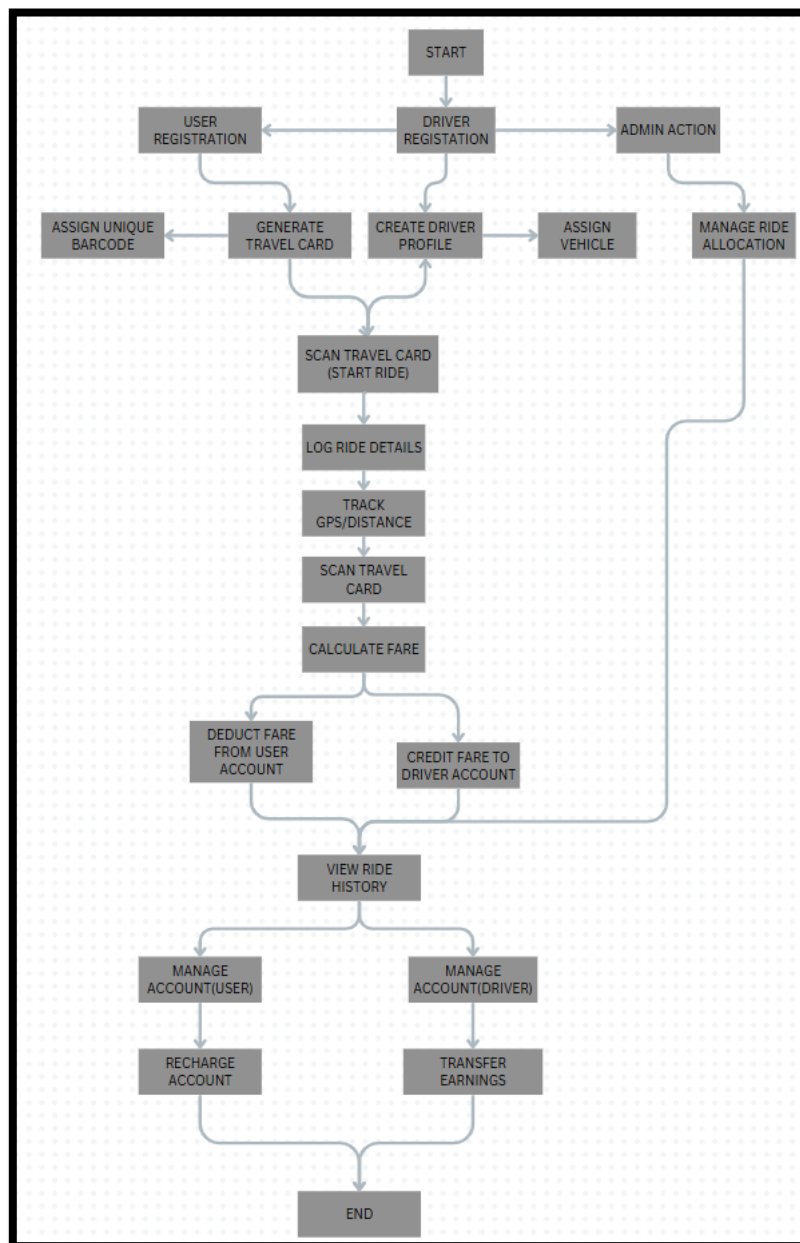 START
USER
REGISTRATION
DRIVER
REGISTATION
ADMIN ACTION
ASSIGN UNIQUE
BARCODE
GENERATE
TRAVEL CARD
CREATE DRIVER
PROFILE
ASSIGN
VEHICLE
MANAGE RIDE
ALLOCATION
SCAN TRAVEL CARD
(START RIDE)
LOG RIDE DETAILS
TRACK
GPS/DISTANCE
SCAN TRAVEL
CARD
CALCULATE FARE
DEDUCT FARE
FROM USER
ACCOUNT
CREDIT FARE TO
DRIVER ACCOUNT
VIEW RIDE
HISTORY
MANAGE
ACCOUNT(USER)
MANAGE
ACCOUNT(DRIVER)
RECHARGE
ACCOUNT
TRANSFER
EARNINGS
END